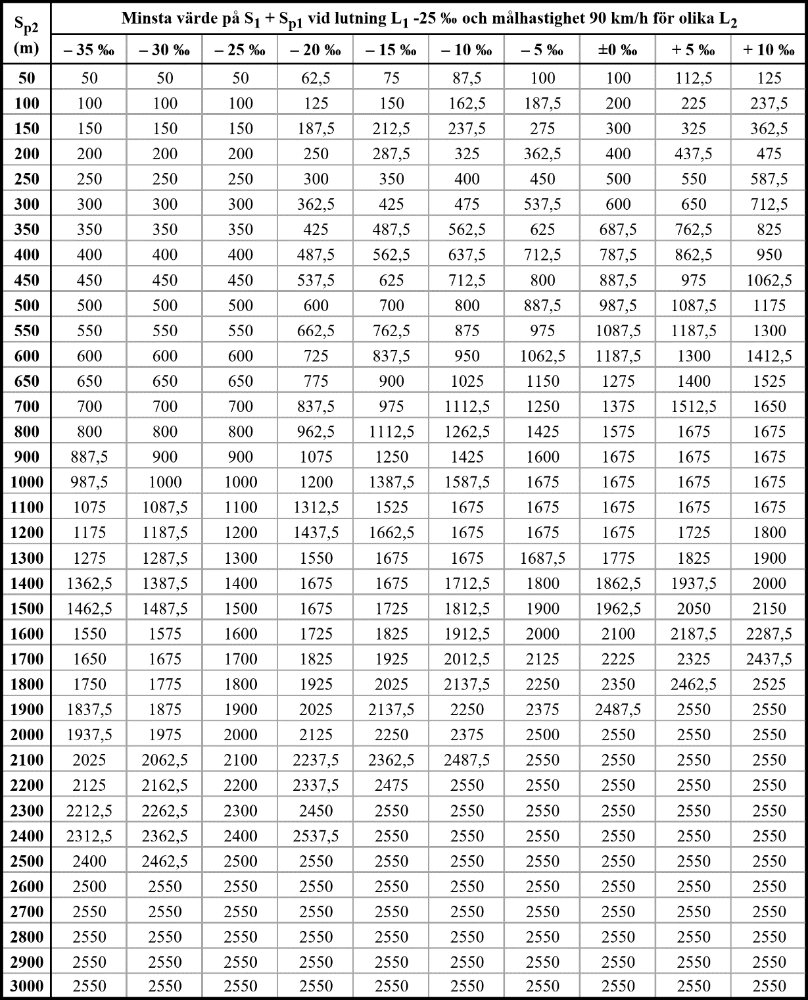 S_p2 (m) Minsta värde på S_1 + S_p1 vid lutning L_1 -25 ‰ och målhastighet 90 km/h för olika L_2
– 35 ‰ – 30 ‰ – 25 ‰ – 20 ‰ – 15 ‰ – 10 ‰ – 5 ‰ ±0 ‰ + 5 ‰ + 10 ‰
50 50 50 50 62,5 75 87,5 100 100 112,5 125
100 100 100 100 125 150 162,5 187,5 200 225 237,5
150 150 150 150 187,5 212,5 237,5 275 300 325 362,5
200 200 200 200 250 287,5 325 362,5 400 437,5 475
250 250 250 250 300 350 400 450 500 550 587,5
300 300 300 300 362,5 425 475 537,5 600 650 712,5
350 350 350 350 425 487,5 562,5 625 687,5 762,5 825
400 400 400 400 487,5 562,5 637,5 712,5 787,5 862,5 950
450 450 450 450 537,5 625 712,5 800 887,5 975 1062,5
500 500 500 500 600 700 800 887,5 987,5 1087,5 1175
550 550 550 550 662,5 762,5 875 975 1087,5 1187,5 1300
600 600 600 600 725 837,5 950 1062,5 1187,5 1300 1412,5
650 650 650 650 775 900 1025 1150 1275 1400 1525
700 700 700 700 837,5 975 1112,5 1250 1375 1512,5 1650
800 800 800 800 962,5 1112,5 1262,5 1425 1575 1675 1675
900 887,5 900 900 1075 1250 1425 1600 1675 1675 1675
1000 987,5 1000 1000 1200 1387,5 1587,5 1675 1675 1675 1675
1100 1075 1087,5 1100 1312,5 1525 1675 1675 1675 1675 1675
1200 1175 1187,5 1200 1437,5 1662,5 1675 1675 1675 1725 1800
1300 1275 1287,5 1300 1550 1675 1675 1687,5 1775 1825 1900
1400 1362,5 1387,5 1400 1675 1675 1712,5 1800 1862,5 1937,5 2000
1500 1462,5 1487,5 1500 1675 1725 1812,5 1900 1962,5 2050 2150
1600 1550 1575 1600 1725 1825 1912,5 2000 2100 2187,5 2287,5
1700 1650 1675 1700 1825 1925 2012,5 2125 2225 2325 2437,5
1800 1750 1775 1800 1925 2025 2137,5 2250 2350 2462,5 2525
1900 1837,5 1875 1900 2025 2137,5 2250 2375 2487,5 2550 2550
2000 1937,5 1975 2000 2125 2250 2375 2500 2550 2550 2550
2100 2025 2062,5 2100 2237,5 2362,5 2487,5 2550 2550 2550 2550
2200 2125 2162,5 2200 2337,5 2475 2550 2550 2550 2550 2550
2300 2212,5 2262,5 2300 2450 2550 2550 2550 2550 2550 2550
2400 2312,5 2362,5 2400 2537,5 2550 2550 2550 2550 2550 2550
2500 2400 2462,5 2500 2550 2550 2550 2550 2550 2550 2550
2600 2500 2550 2550 2550 2550 2550 2550 2550 2550 2550
2700 2550 2550 2550 2550 2550 2550 2550 2550 2550 2550
2800 2550 2550 2550 2550 2550 2550 2550 2550 2550 2550
2900 2550 2550 2550 2550 2550 2550 2550 2550 2550 2550
3000 2550 2550 2550 2550 2550 2550 2550 2550 2550 2550